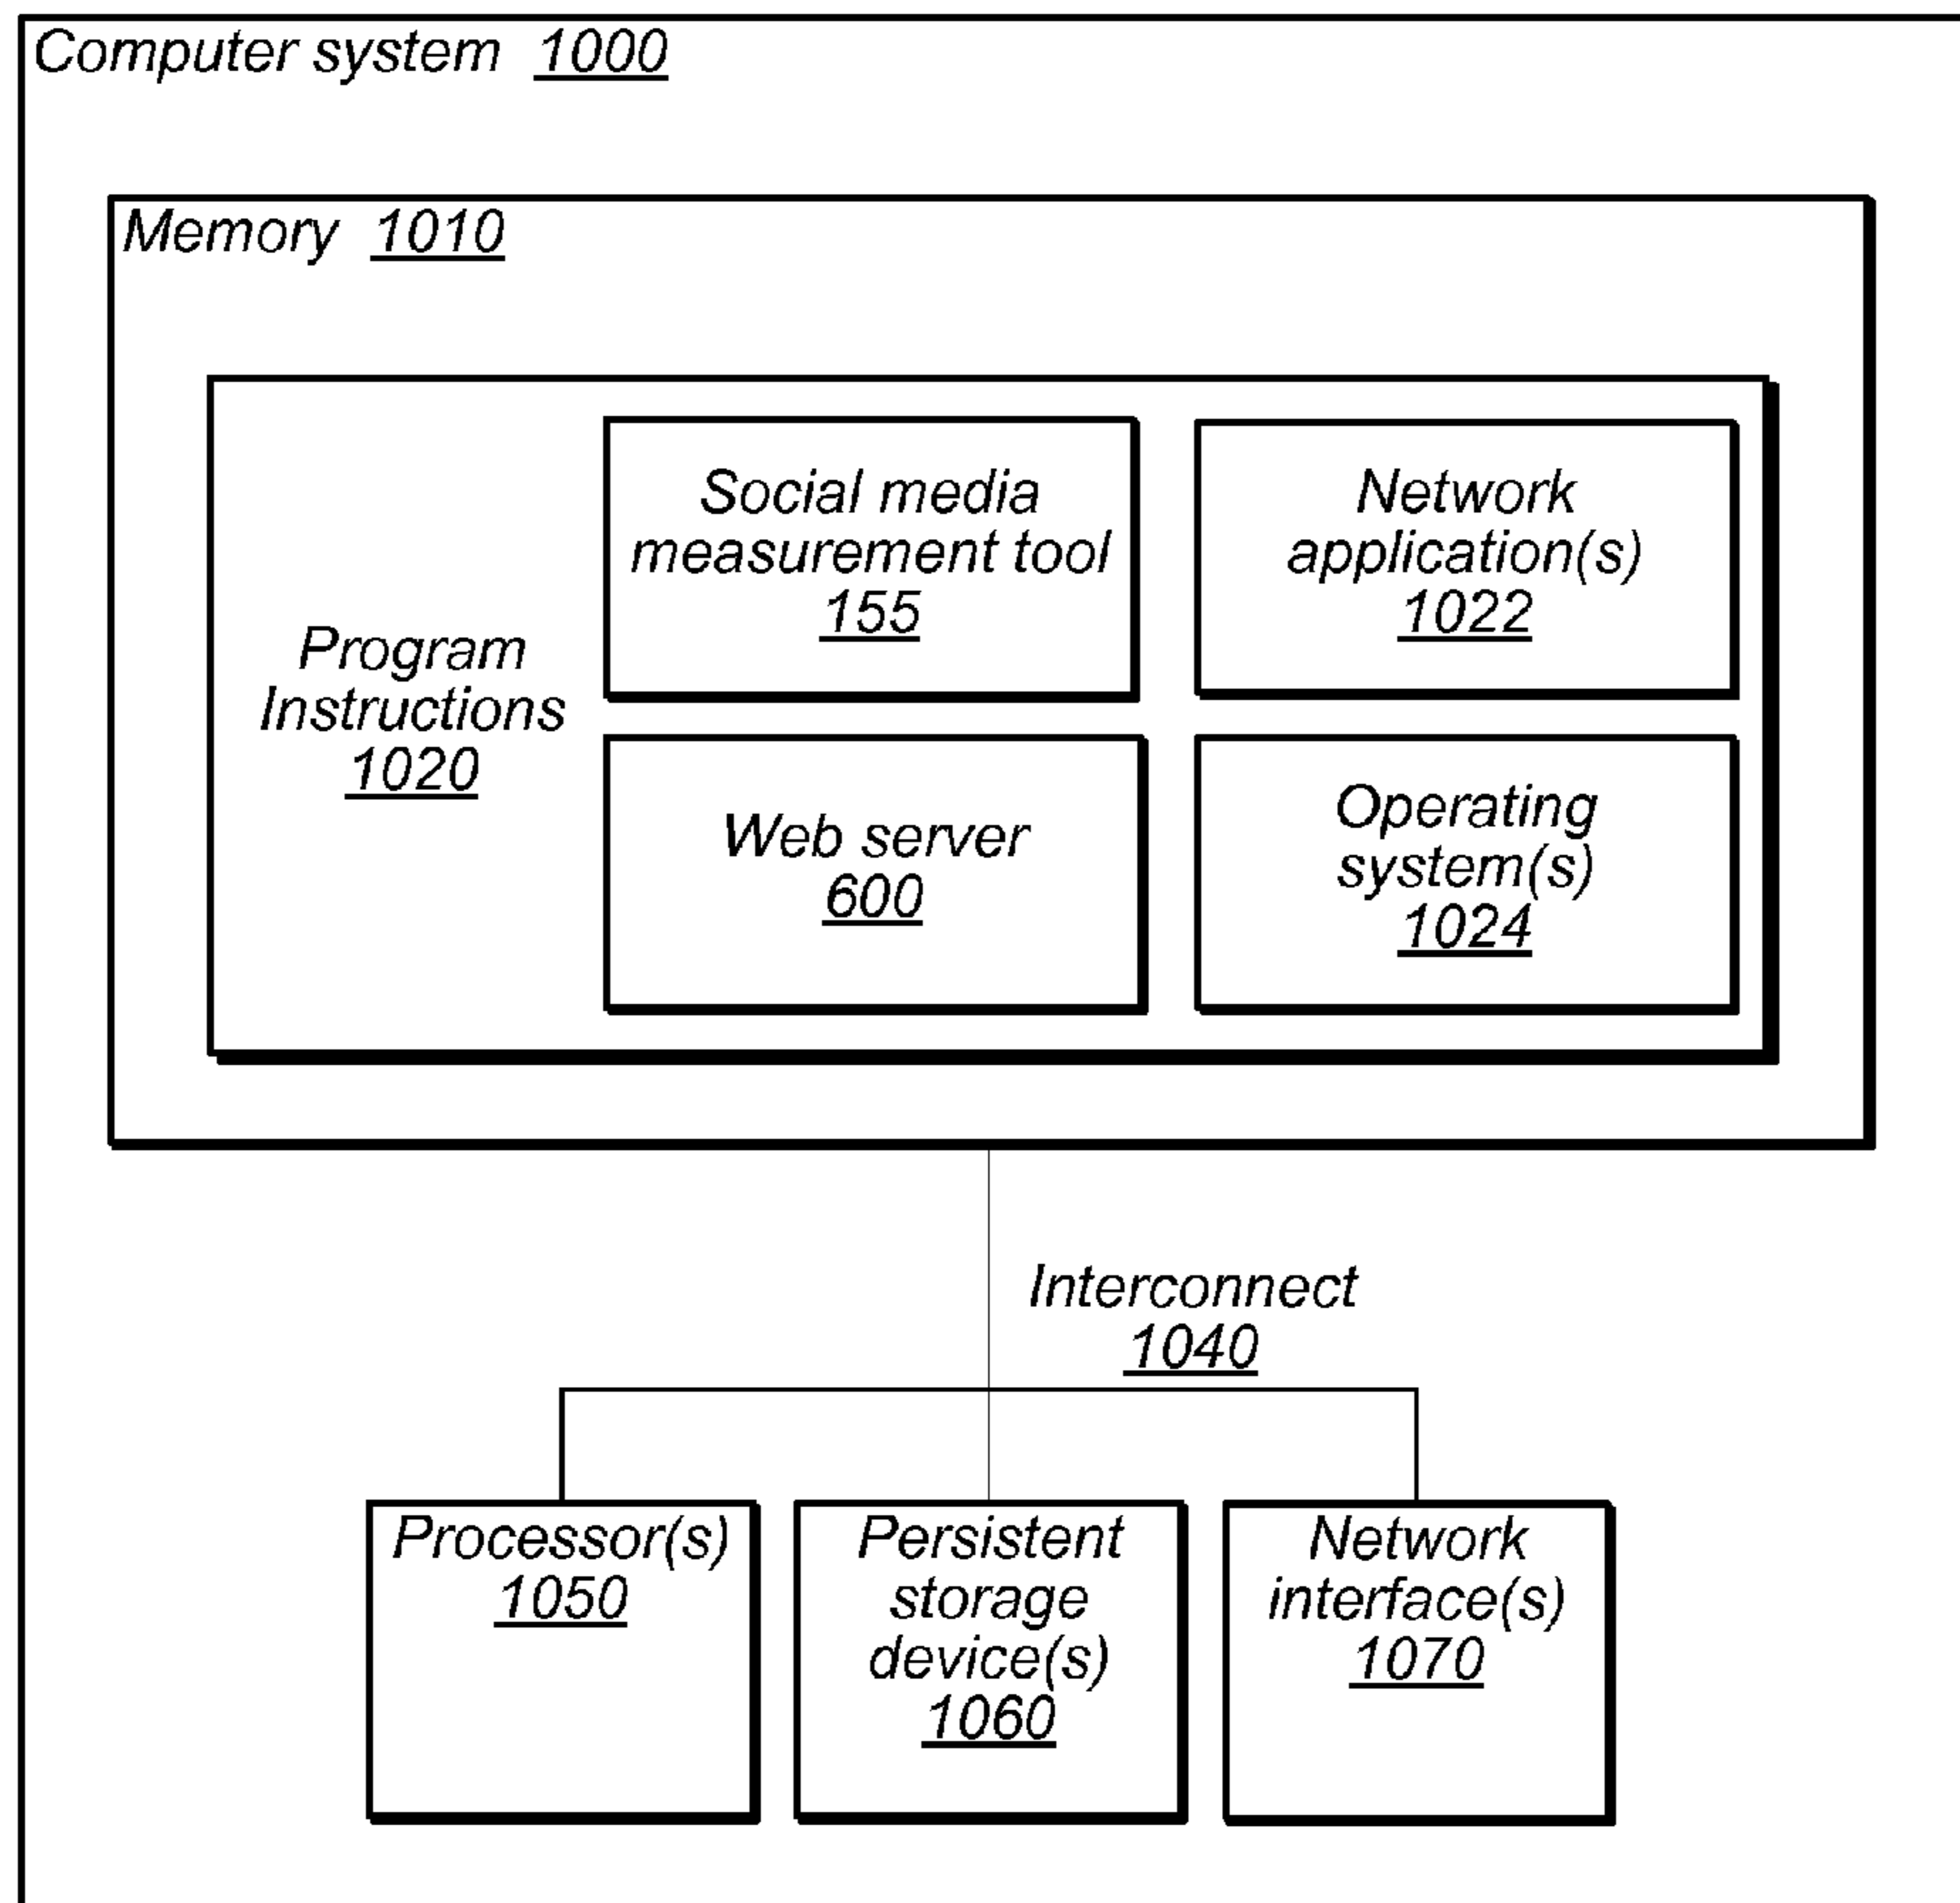 Computer system 1000
Memory 1010
Program
Instructions
1020
Social media
measurement tool
155
Network
application(s)
1022
Web server
600
Operating
system(s)
1024
Interconnect
1040
Processor(s)
1050
Persistent
storage
device(s)
1060
Network
interface(s)
1070